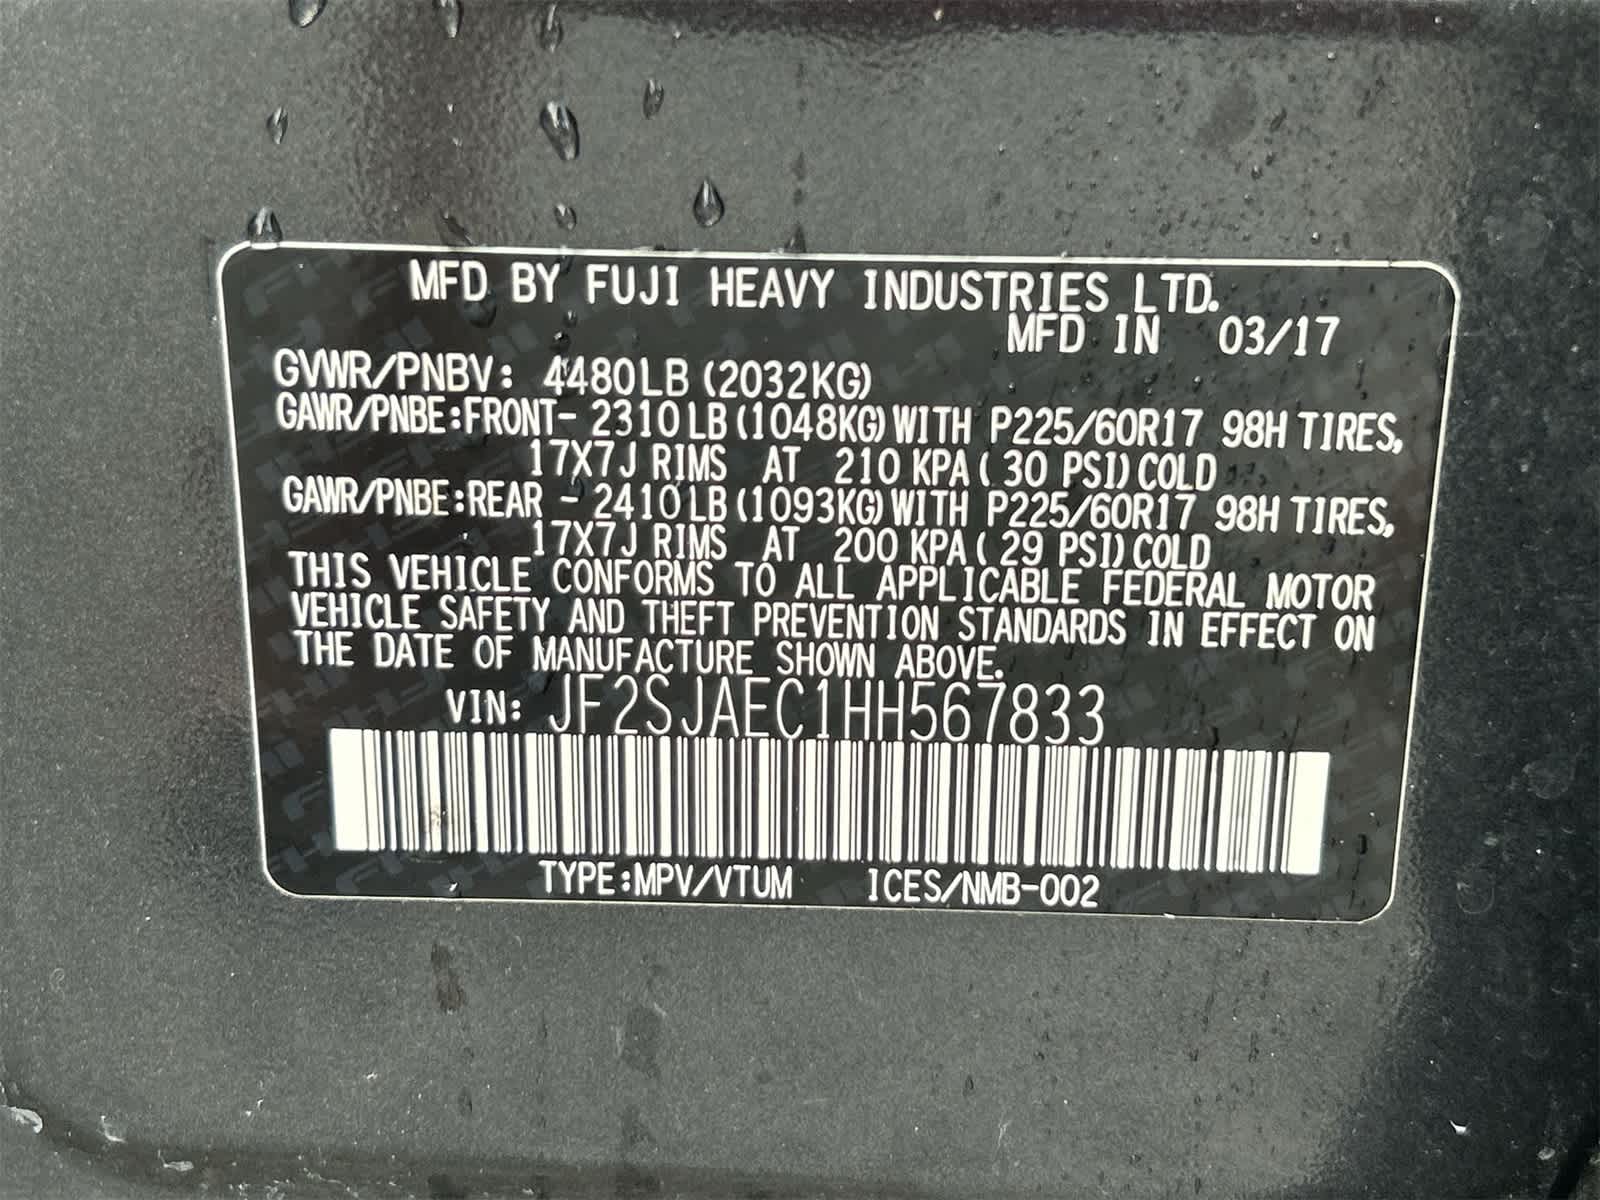 MFD BY FUJI HEAVY INDUSTRIES LTD.
MFD IN 03/17
GVWR/PNBV: 4480LB (2032KG)
GAWR/PNBE:FRONT- 2310LB (1048KG) WITH P225/60R17 98H TIRES,
17X7J RIMS AT 210 KPA ( 30 PSI) COLD
GAWR/PNBE:REAR - 2410LB (1093KG) WITH P225/60R17 98H TIRES,
17X7J RIMS AT 200 KPA ( 29 PSI) COLD
THIS VEHICLE CONFORMS TO ALL APPLICABLE FEDERAL MOTOR
VEHICLE SAFETY AND THEFT PREVENTION STANDARDS IN EFFECT ON
THE DATE OF MANUFACTURE SHOWN ABOVE.
VIN: JF2SJAEC1HH567833
TYPE:MPV/VTUM ICES/NMB-002